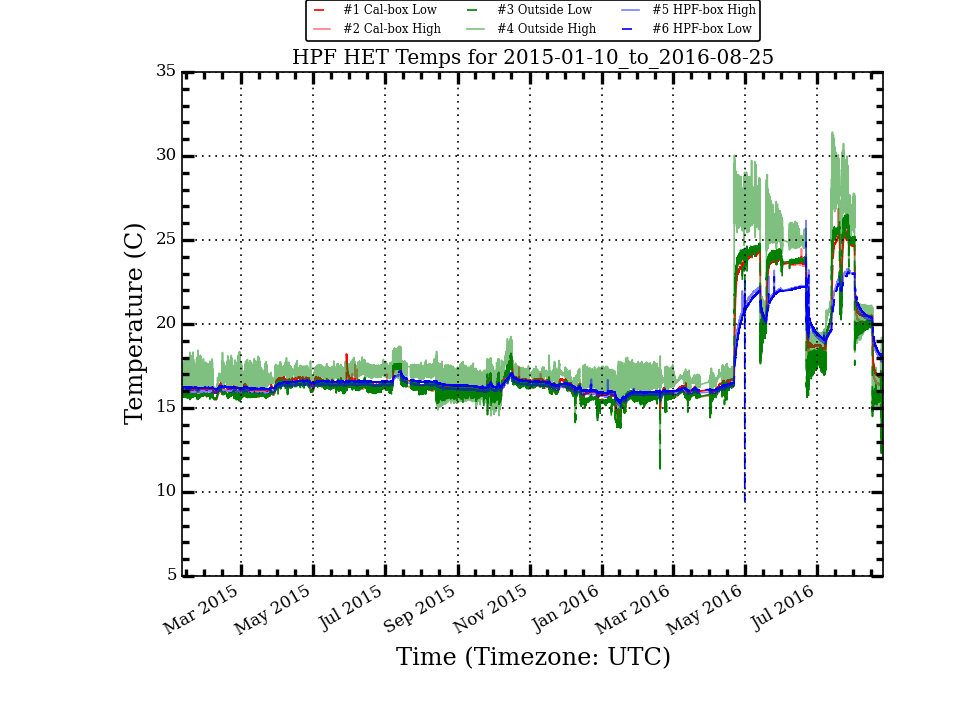 #1 Cal-box Low #3 Outside Low #5 HPF-box High
#2 Cal-box High #4 Outside High #6 HPF-box Low
HPF HET Temps for 2015-01-10_to_2016-08-25
35
30
25
20
15
10
5
Temperature (C)
Mar 2015 May 2015 Jul 2015 Sep 2015 Nov 2015 Jan 2016 Mar 2016 May 2016 Jul 2016
Time (Timezone: UTC)